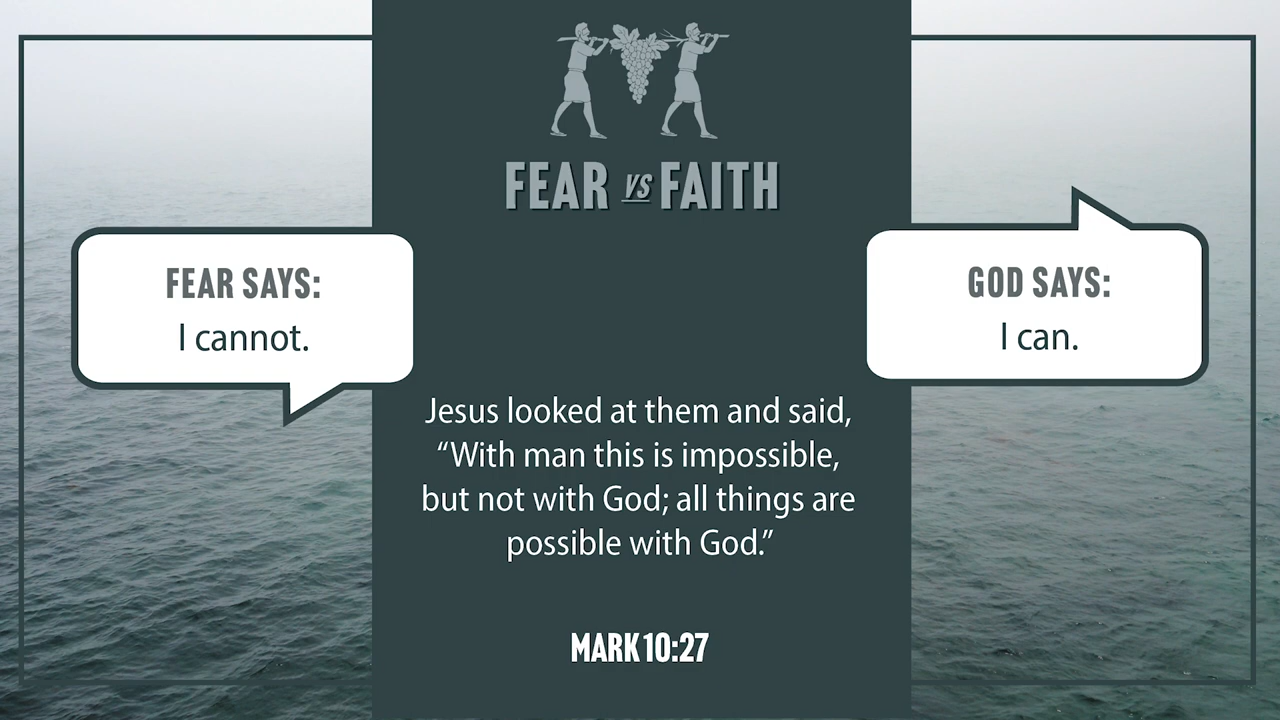 FEAR vs FAITH
FEAR SAYS:
I cannot.
GOD SAYS:
I can.
Jesus looked at them and said,
“With man this is impossible,
but not with God; all things are
possible with God.”
MARK 10:27